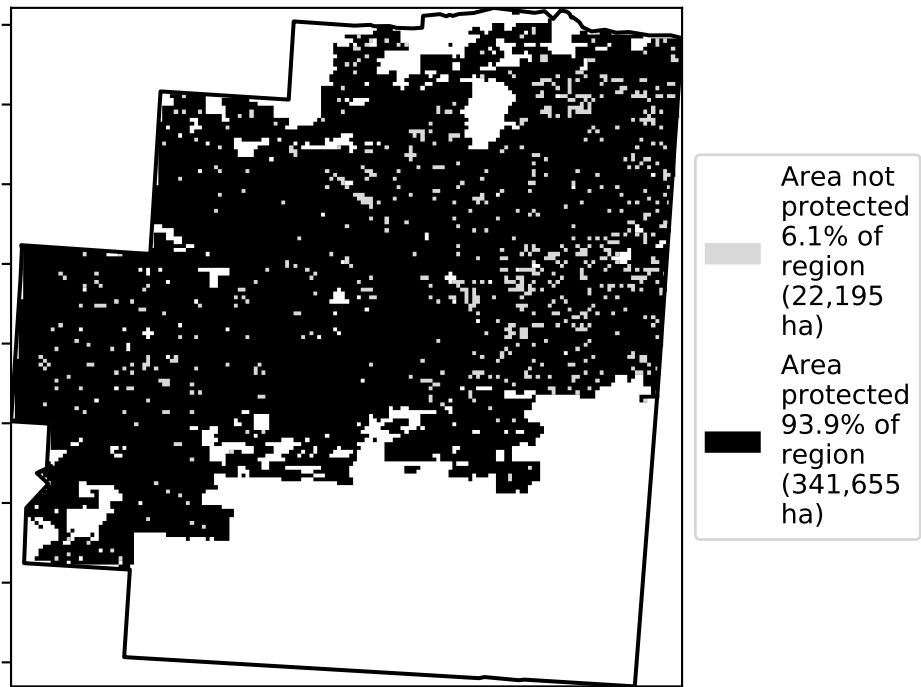 Area not
protected
6.1% of
region
(22,195
ha)
Area
protected
93.9% of
region
(341,655
ha)